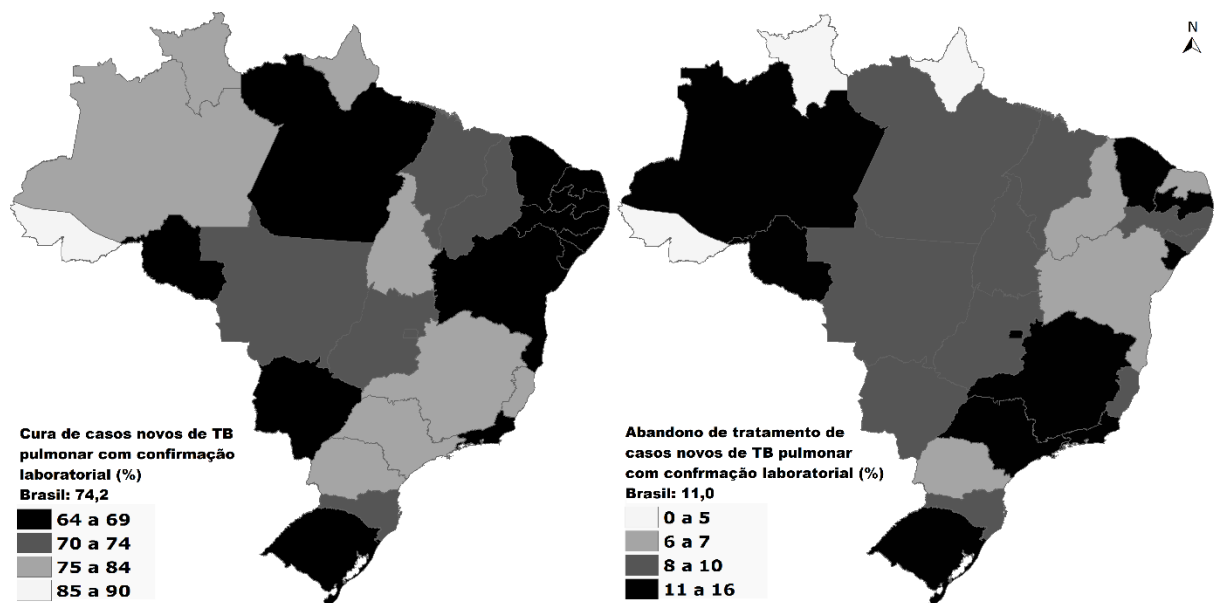 N
Cura de casos novos de TB
pulmonar com confirmação
laboratorial (%)
Brasil: 74,2
64 a 69
70 a 74
75 a 84
85 a 90
Abandono de tratamento de
casos novos de TB pulmonar
com confrmação laboratorial (%)
Brasil: 11,0
0 a 5
6 a 7
8 a 10
11 a 16